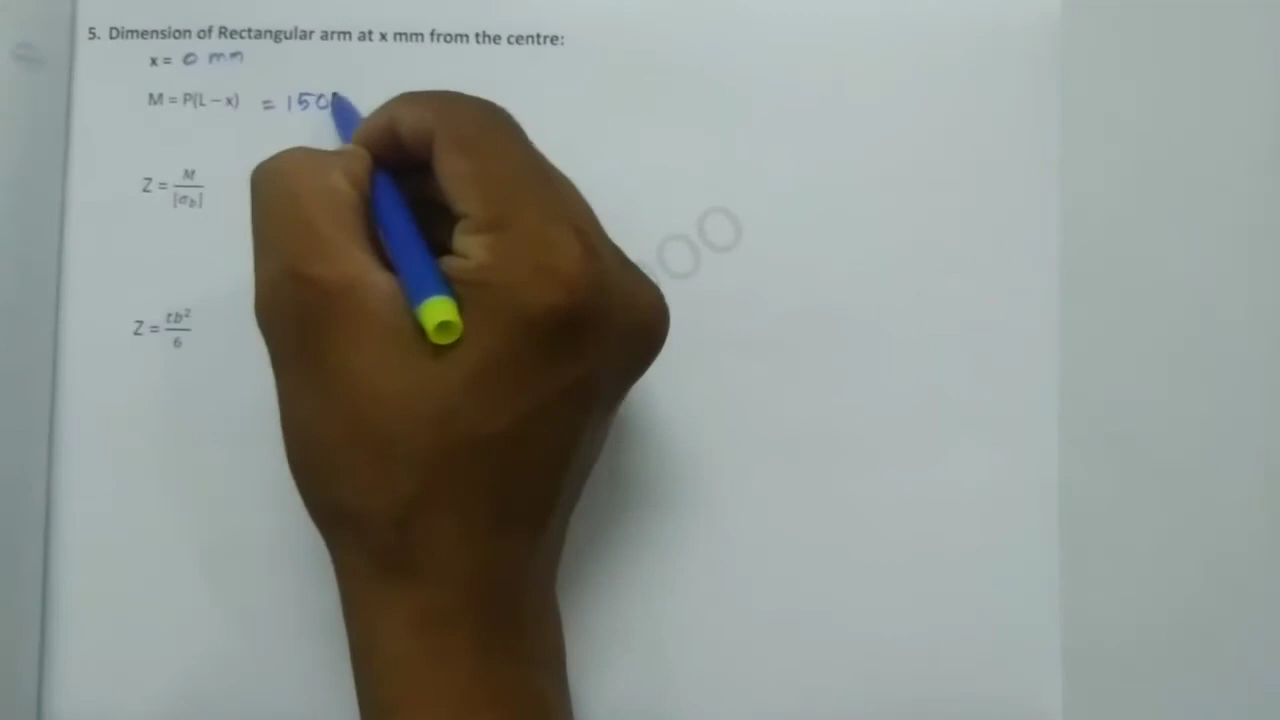 5. Dimension of Rectangular arm at x mm from the centre:
x = 0 mm
M = P(L – x) = 150
Z = M / [σb]
Z = tb² / 6